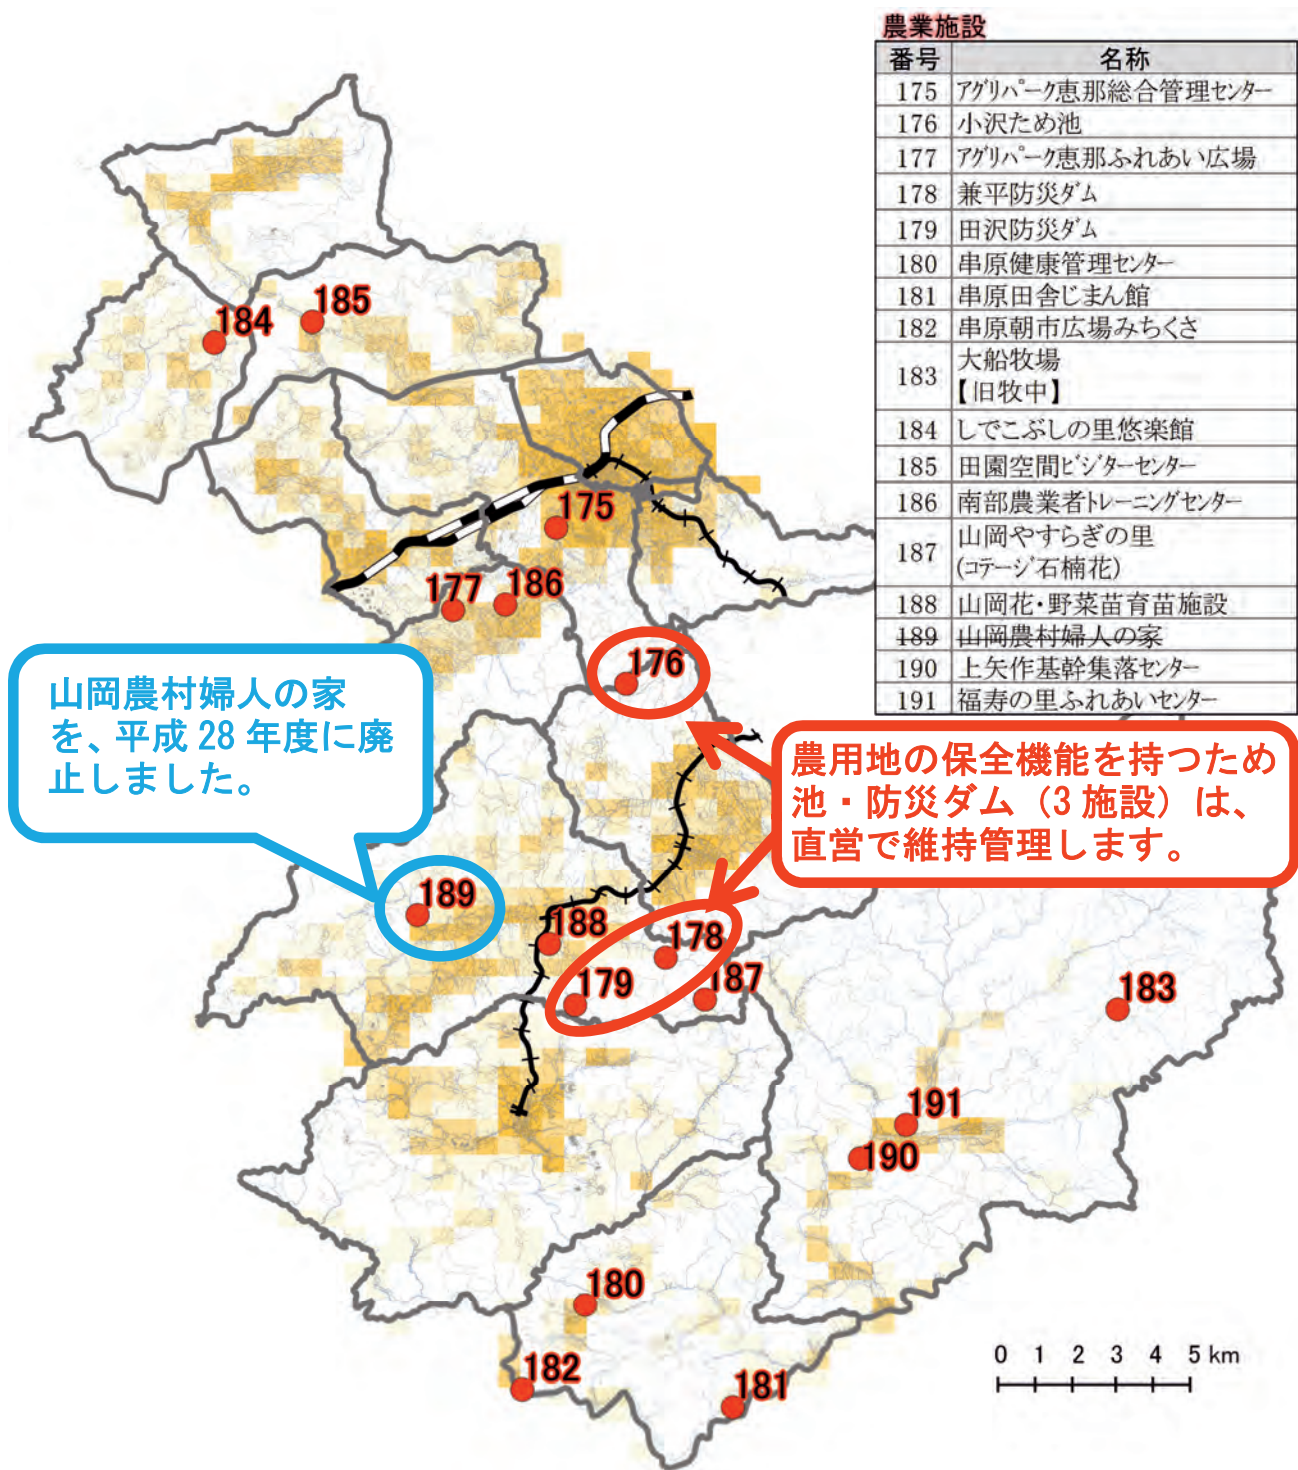 農業施設
番号 名称
175 アグリパーク恵那総合管理センター
176 小沢ため池
177 アグリパーク恵那ふれあい広場
178 兼平防災ダム
179 田沢防災ダム
180 串原健康管理センター
181 串原田舎じまん館
182 串原朝市広場みちくさ
183 大船牧場
【旧牧中】
184 しでこぶしの里悠楽館
185 田園空間ビジターセンター
186 南部農業者トレーニングセンター
187 山岡やすらぎの里
(コテージ石楠花)
188 山岡花・野菜苗育苗施設
189 山岡農村婦人の家
190 上矢作基幹集落センター
191 福寿の里ふれあいセンター
185
184
175
177
186
176
山岡農村婦人の家
を、平成 28 年度に廃
止しました。
農用地の保全機能を持つため
池・防災ダム（3 施設）は、
直営で維持管理します。
189
188
178
179
187
183
191
190
180
182
181
0 1 2 3 4 5 km